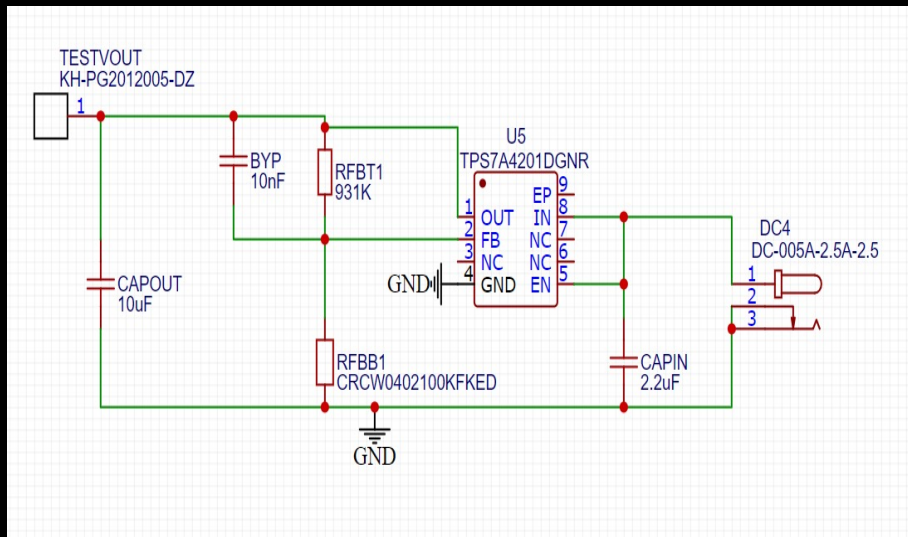 TESTVOUT
KH-PG2012005-DZ
1
BYP
10nF
RFBT1
931K
CAPOUT
10uF
RFBB1
CRCW0402100KFKED
GND
GND
U5
TPS7A4201DGNR
1 OUT
2 FB
3 NC
4 GND
EP 9
IN 8
NC 7
NC 6
EN 5
CAPIN
2.2uF
DC4
DC-005A-2.5A-2.5
1
2
3